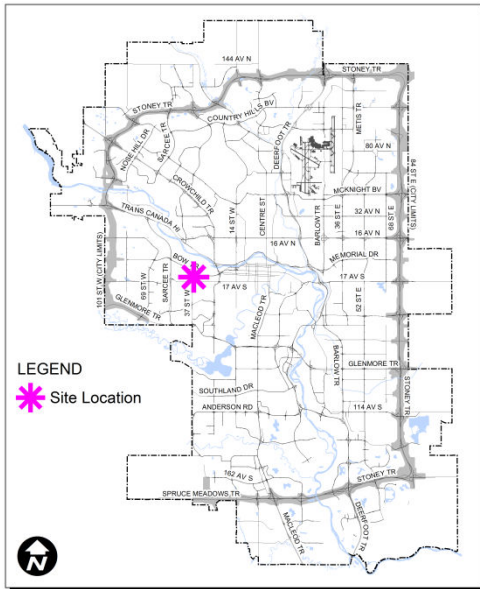 144 AV N
STONEY TR
STONEY TR
COUNTRY HILLS BV
METIS TR
NOSE HILL DR
SARCEE TR
DEERFOOT TR
80 AV N
84 ST E (CITY LIMITS)
CROWCHILD TR
MCKNIGHT BV
TRANS CANADA HI
14 ST W
CENTRE ST
BARLOW TR
36 ST E
32 AV N
68 ST E
16 AV N
16 AV N
101 ST W (CITY LIMITS)
BOW
MEMORIAL DR
69 ST W
SARCEE TR
37 ST W
17 AV S
17 AV S
MACLEOD TR
52 ST E
GLENMORE TR
BARLOW TR
GLENMORE TR
LEGEND
Site Location
SOUTHLAND DR
STONEY TR
ANDERSON RD
114 AV S
162 AV S
STONEY TR
SPRUCE MEADOWS TR
MACLEOD TR
DEERFOOT TR
N